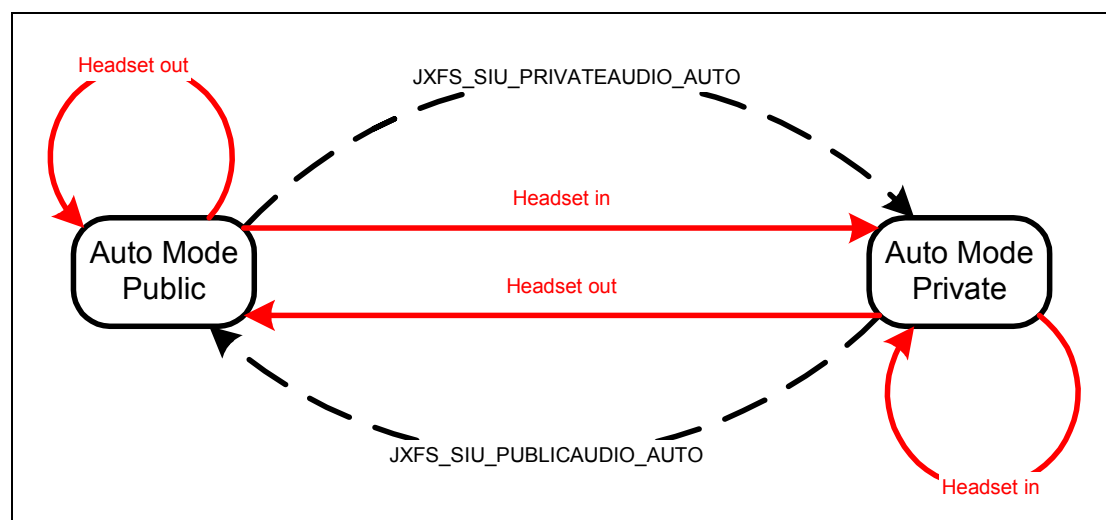 Headset out
JXFS_SIU_PRIVATEAUDIO_AUTO
Headset in
Auto Mode
Public
Auto Mode
Private
Headset out
JXFS_SIU_PUBLICAUDIO_AUTO
Headset in